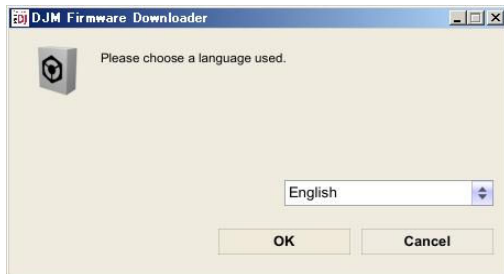 DJM Firmware Downloader
Please choose a language used.
English
OK
Cancel